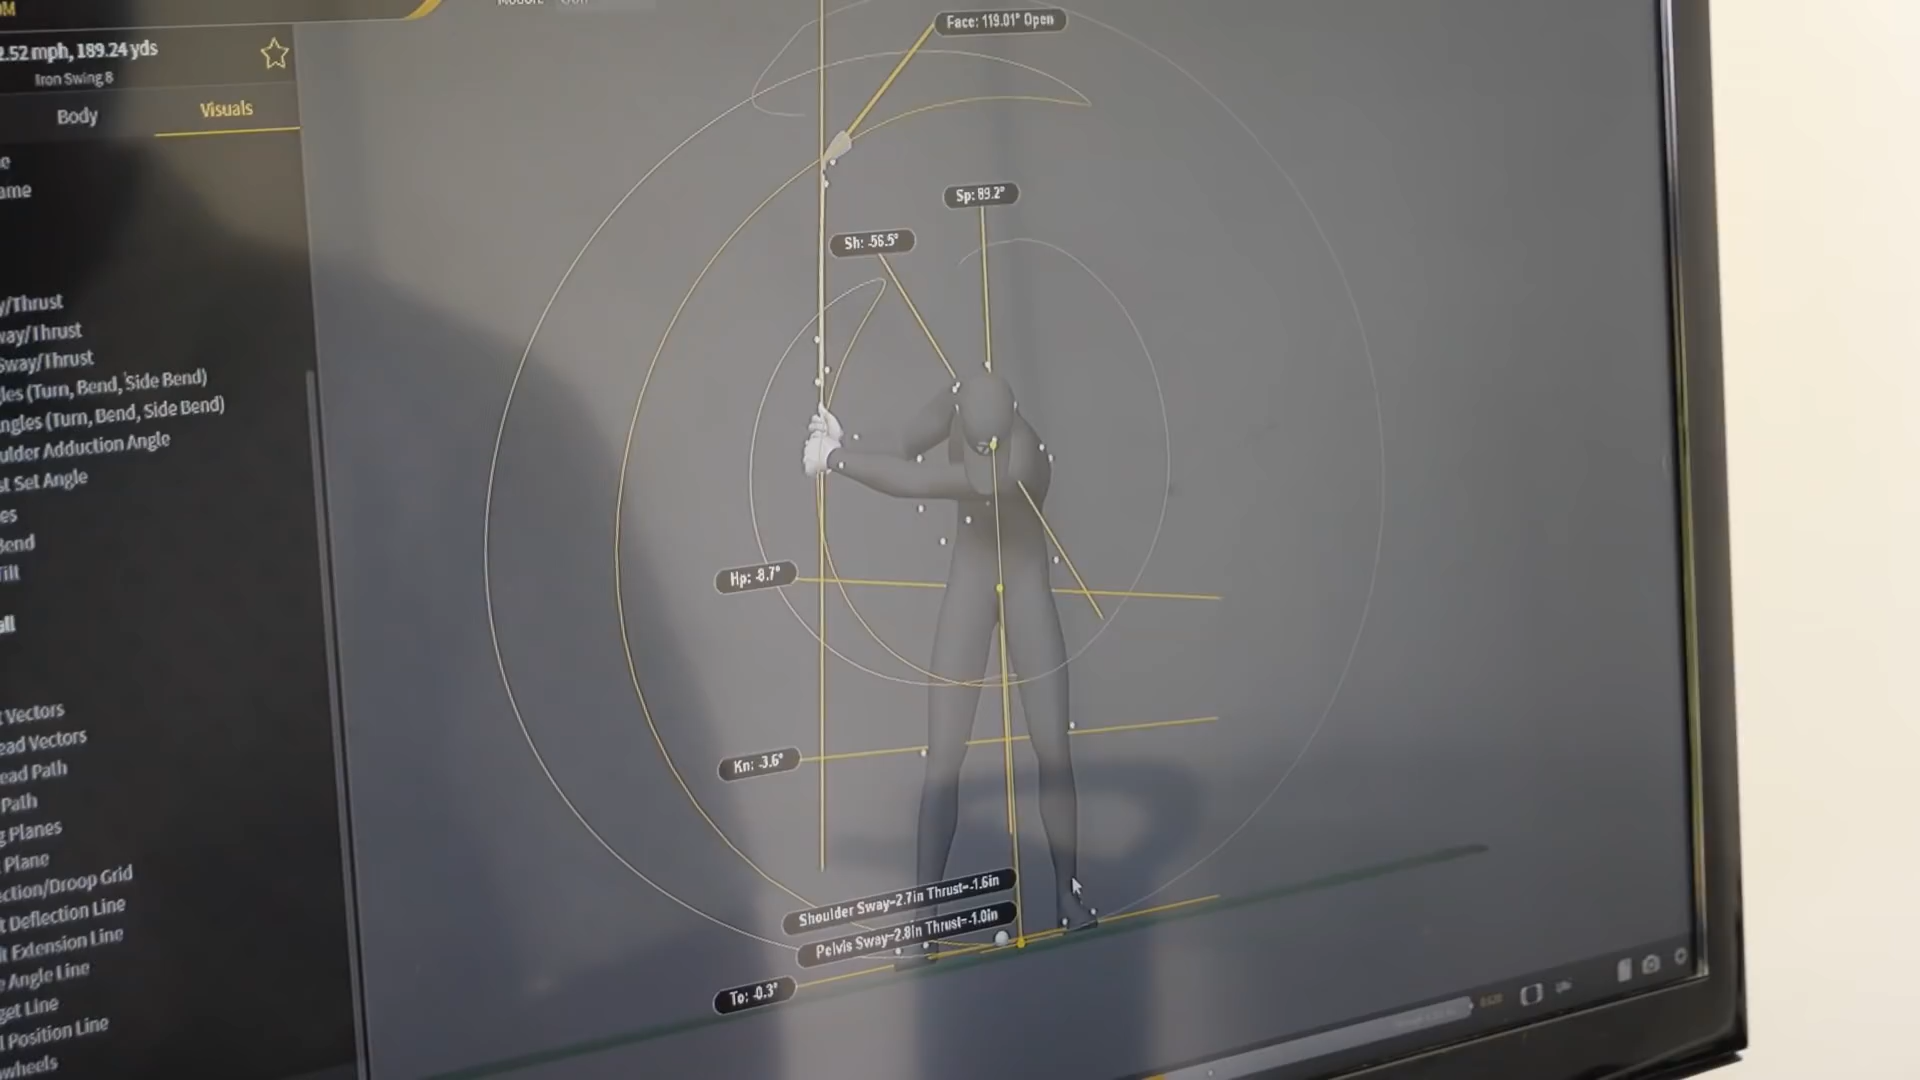 2.52 mph, 189.24 yds
Iron Swing 8
Body
Visuals
ame
y/Thrust
way/Thrust
Sway/Thrust
les (Turn, Bend, Side Bend)
ngles (Turn, Bend, Side Bend)
ulder Adduction Angle
st Set Angle
es
Bend
Tilt
all
t Vectors
ead Vectors
ead Path
Path
g Planes
Plane
ection/Droop Grid
t Deflection Line
t Extension Line
e Angle Line
get Line
l Position Line
wheels
Face: 119.01° Open
Sp: 89.2°
Sh: -56.5°
Hp: -8.7°
Kn: -3.6°
Shoulder Sway=2.7in Thrust=-1.6in
Pelvis Sway=2.8in Thrust=-1.0in
To: -0.3°